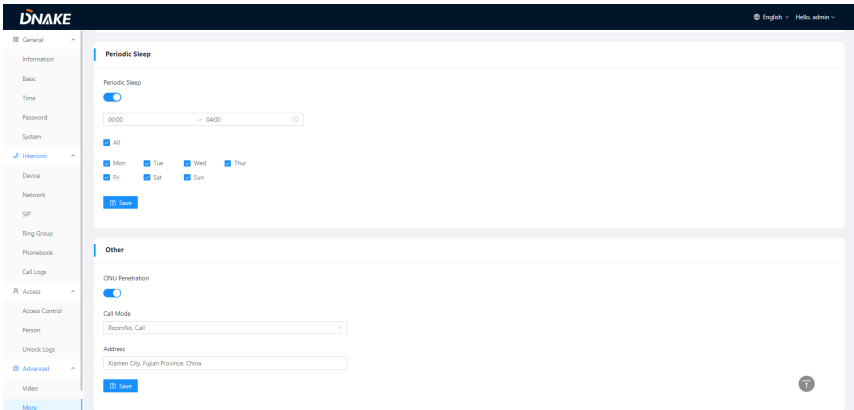 DNAKE
English
Hello, admin
General
Information
Basic
Time
Password
System
Intercom
Device
Network
SIP
Ring Group
Phonebook
Call Logs
Access
Access Control
Person
Unlock Logs
Advanced
Video
More
Periodic Sleep
Periodic Sleep
00:00 → 04:00
All
Mon Tue Wed Thur
Fri Sat Sun
Save
Other
ONU Penetration
Call Mode
RoomNo. Call
Address
Xiamen City, Fujian Province, China
Save